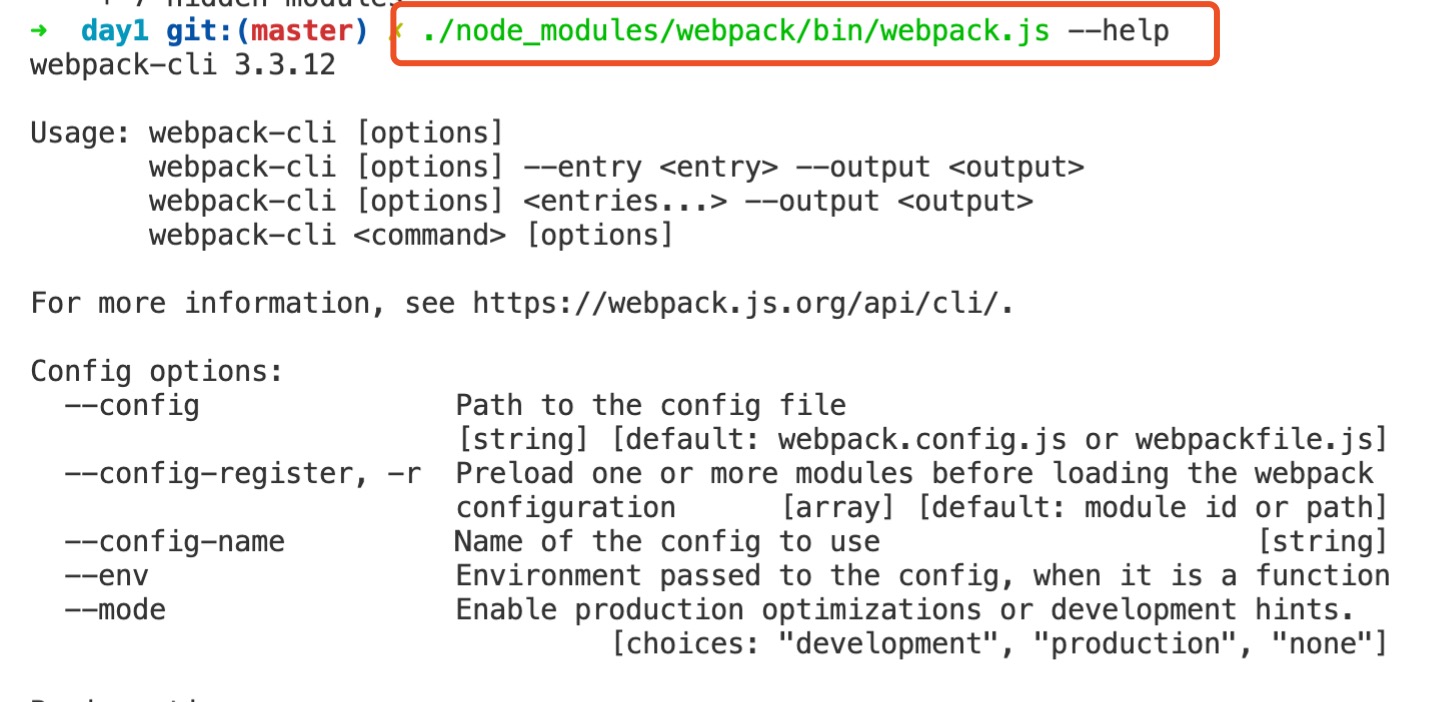 + 7 hidden modules
→ day1 git:(master) ✗ ./node_modules/webpack/bin/webpack.js --help
webpack-cli 3.3.12
Usage: webpack-cli [options]
webpack-cli [options] --entry <entry> --output <output>
webpack-cli [options] <entries...> --output <output>
webpack-cli <command> [options]
For more information, see https://webpack.js.org/api/cli/.
Config options:
--config Path to the config file
[string] [default: webpack.config.js or webpackfile.js]
--config-register, -r Preload one or more modules before loading the webpack
configuration [array] [default: module id or path]
--config-name Name of the config to use [string]
--env Environment passed to the config, when it is a function
--mode Enable production optimizations or development hints.
[choices: "development", "production", "none"]